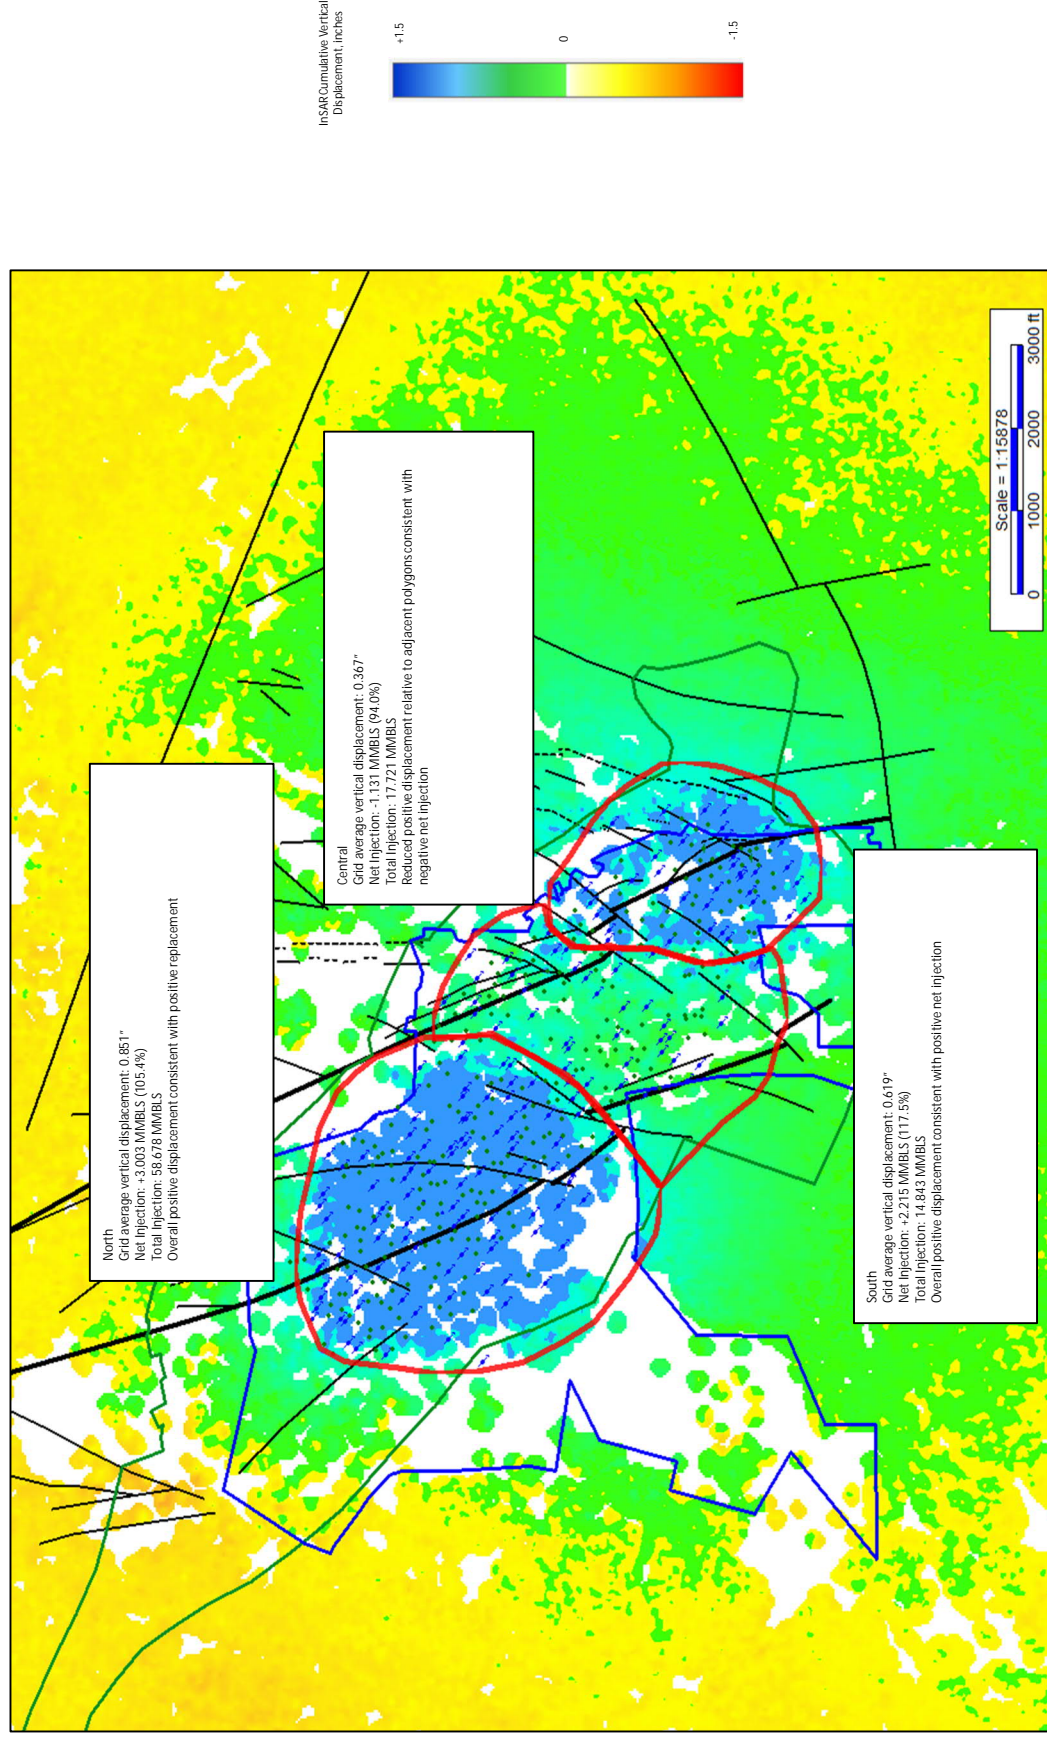 InSAR Cumulative Vertical
Displacement, inches
+1.5
0
-1.5
North
Grid average vertical displacement: 0.851"
Net Injection: +3.003 MMBLS (105.4%)
Total Injection: 58.678 MMBLS
Overall positive displacement consistent with positive replacement
Central
Grid average vertical displacement: 0.367"
Net Injection: -1.131 MMBLS (94.0%)
Total Injection: 17.721 MMBLS
Reduced positive displacement relative to adjacent polygons consistent with
negative net injection
South
Grid average vertical displacement: 0.619"
Net Injection: +2.215 MMBLS (117.5%)
Total Injection: 14.843 MMBLS
Overall positive displacement consistent with positive net injection
Scale = 1:15878
0 1000 2000 3000 ft